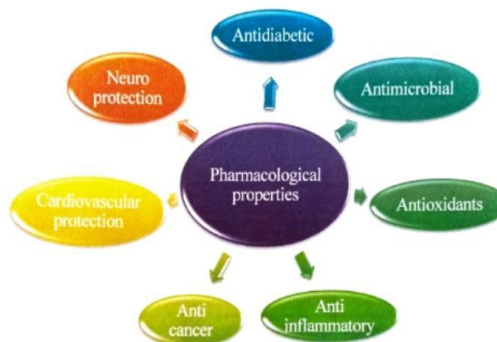 Antidiabetic
Neuro
protection
Antimicrobial
Pharmacological
properties
Cardiovascular
protection
Antioxidants
Anti
cancer
Anti
inflammatory